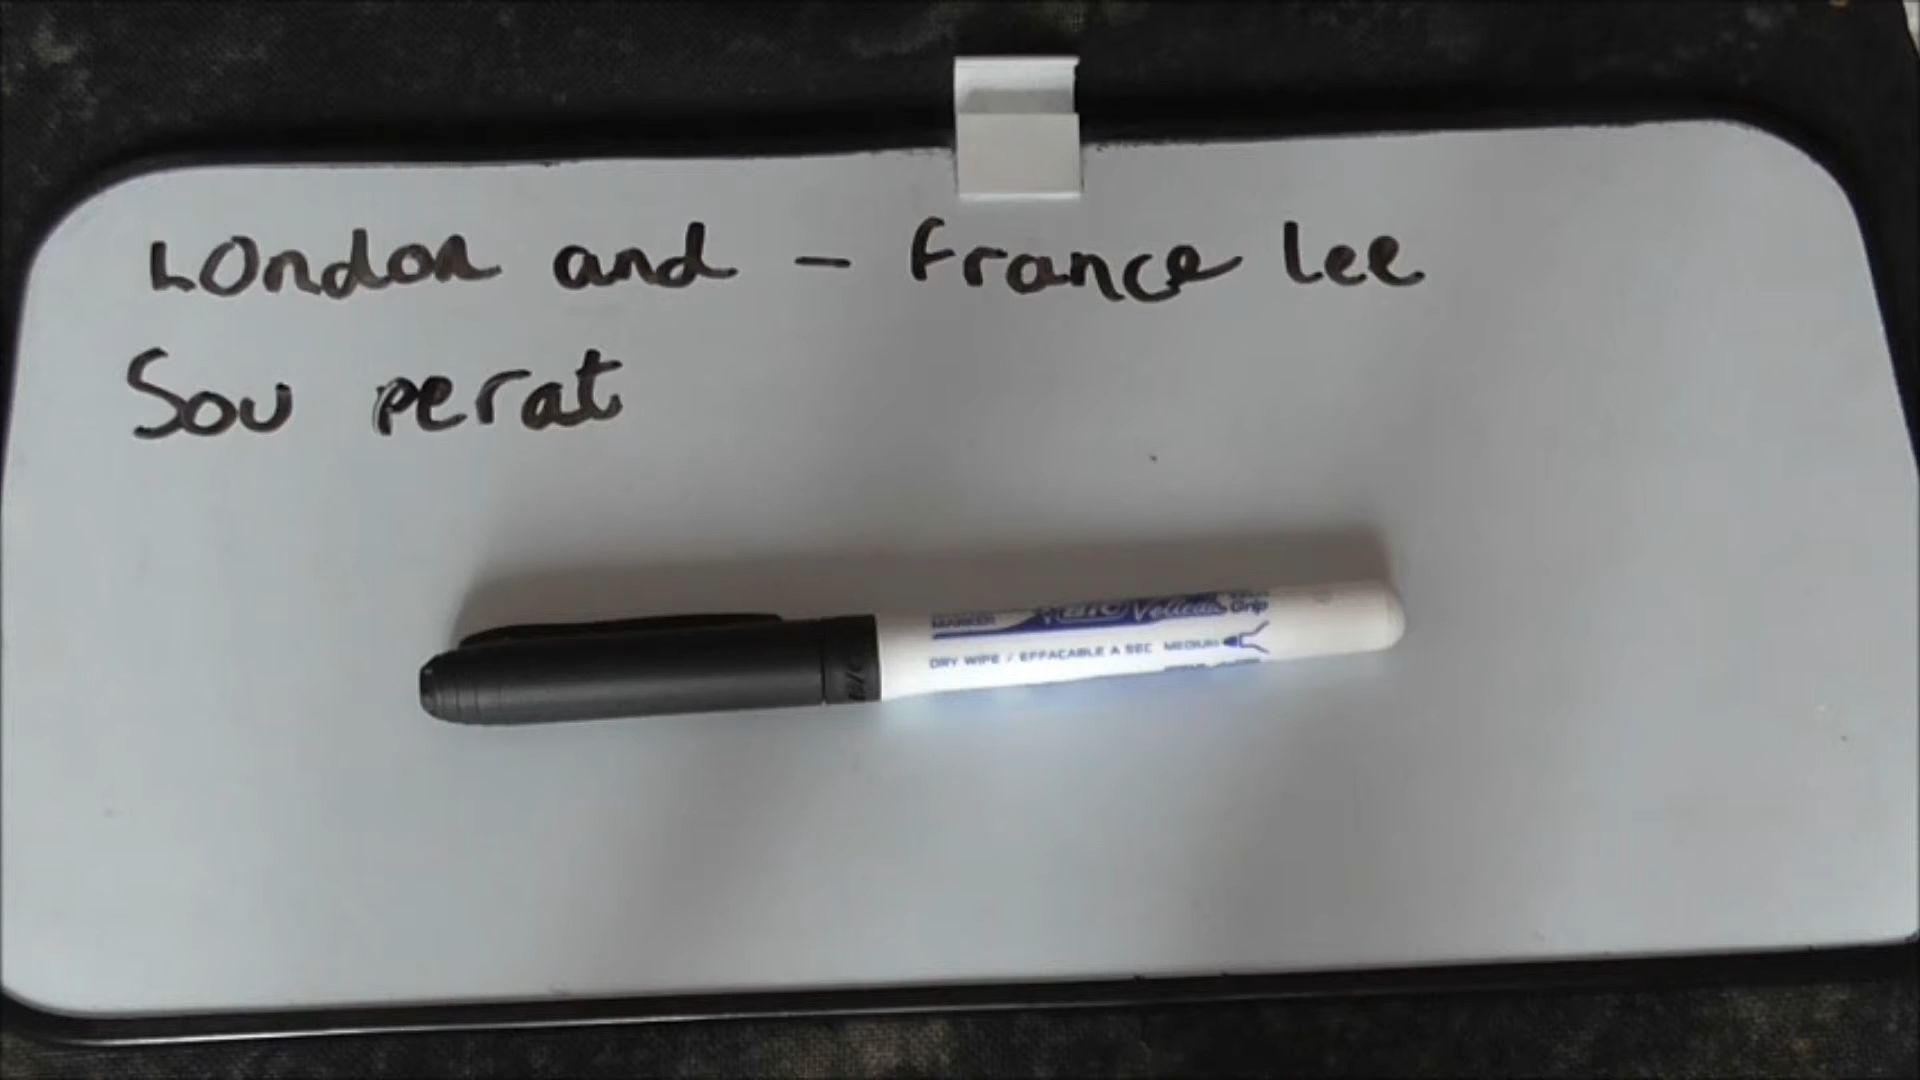 London and - France Lee
Sou perat
MARKER Velleda Grip
DRY WIPE / EFFACABLE A SEC MEDIUM